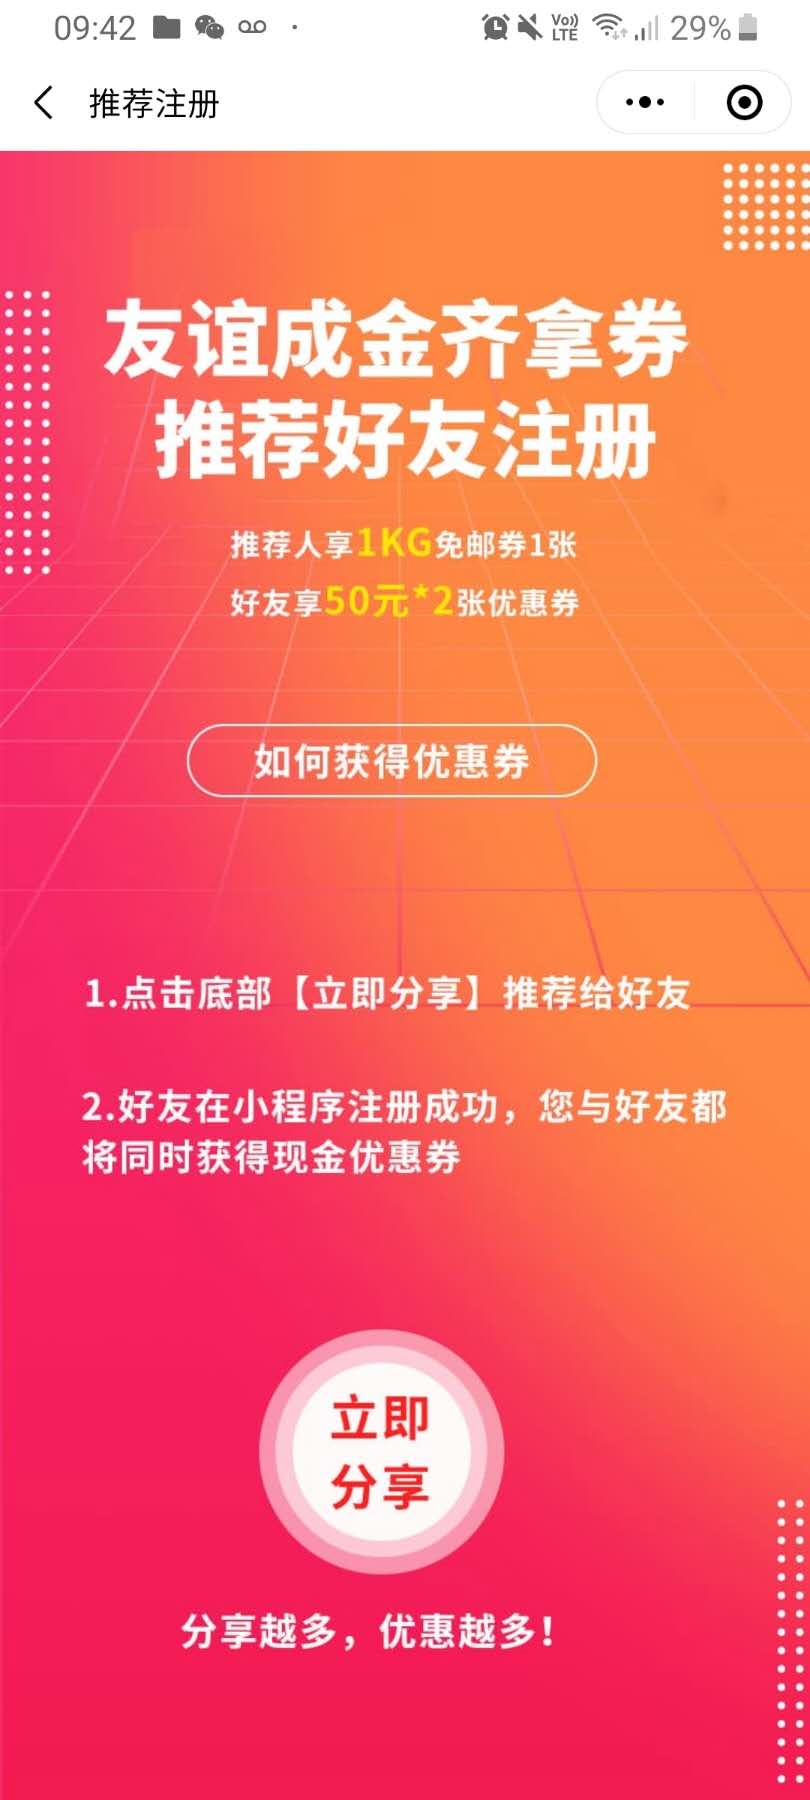 09:42
Vo)) LTE
29%
推荐注册
友谊成金齐拿券
推荐好友注册
推荐人享1KG免邮券1张
好友享50元*2张优惠券
如何获得优惠券
1.点击底部【立即分享】推荐给好友
2.好友在小程序注册成功，您与好友都
将同时获得现金优惠券
立即
分享
分享越多，优惠越多！